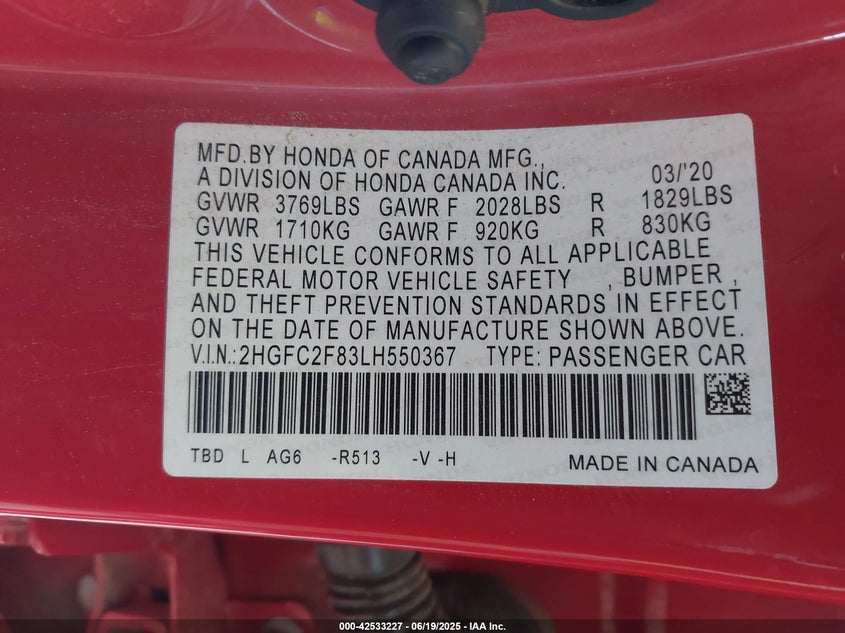 MFD.BY HONDA OF CANADA MFG.,
A DIVISION OF HONDA CANADA INC. 03/'20
GVWR 3769LBS GAWR F 2028LBS R 1829LBS
GVWR 1710KG GAWR F 920KG R 830KG
THIS VEHICLE CONFORMS TO ALL APPLICABLE
FEDERAL MOTOR VEHICLE SAFETY , BUMPER ,
AND THEFT PREVENTION STANDARDS IN EFFECT
ON THE DATE OF MANUFACTURE SHOWN ABOVE.
V.I.N.:2HGFC2F83LH550367 TYPE: PASSENGER CAR
TBD L AG6 -R513 -V -H MADE IN CANADA
000-42533227 - 06/19/2025 - IAA Inc.